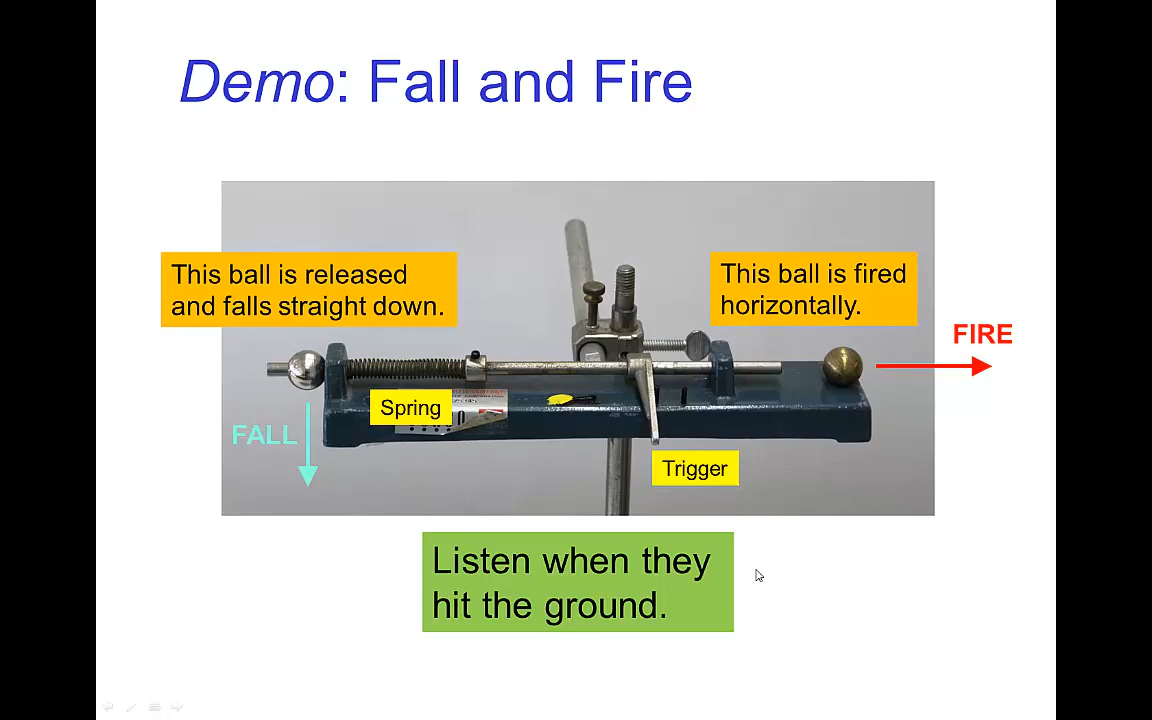 Demo: Fall and Fire
This ball is released
and falls straight down.
This ball is fired
horizontally.
FIRE
Spring
FALL
Trigger
Listen when they
hit the ground.